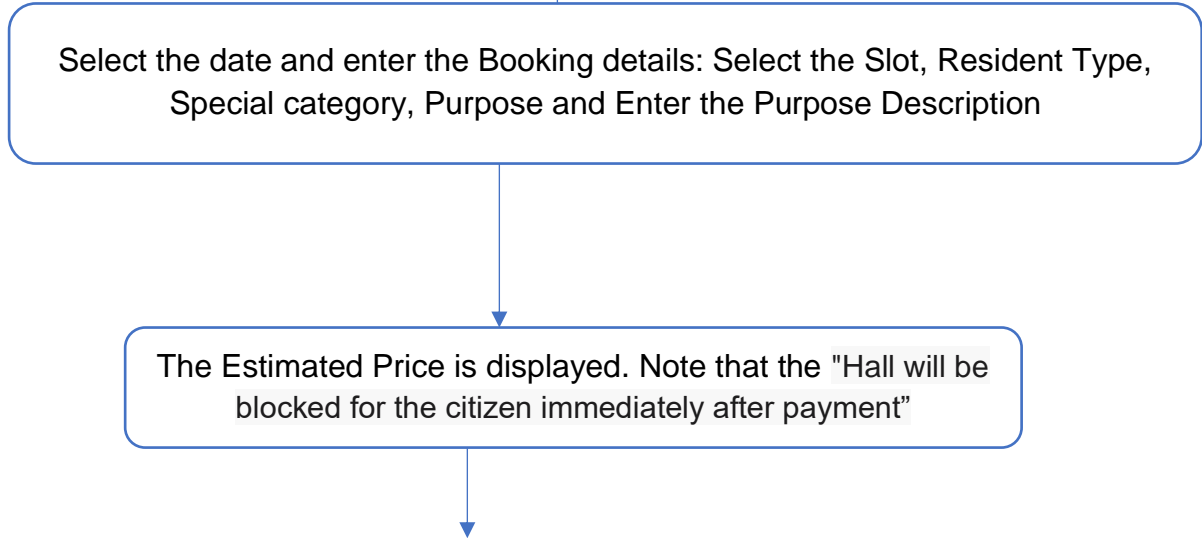 Select the date and enter the Booking details: Select the Slot, Resident Type,
Special category, Purpose and Enter the Purpose Description
The Estimated Price is displayed. Note that the "Hall will be
blocked for the citizen immediately after payment”